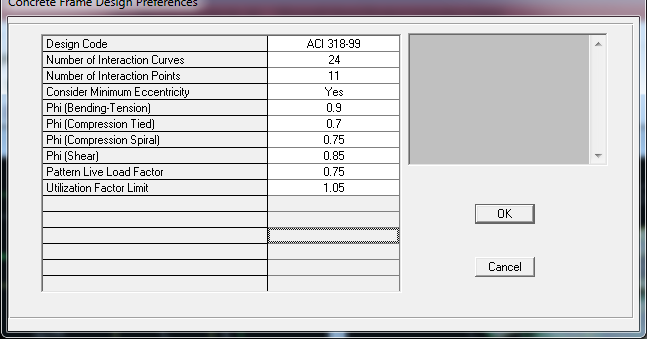 Concrete Frame Design Preferences
Design Code ACI 318-99
Number of Interaction Curves 24
Number of Interaction Points 11
Consider Minimum Eccentricity Yes
Phi (Bending-Tension) 0.9
Phi (Compression Tied) 0.7
Phi (Compression Spiral) 0.75
Phi (Shear) 0.85
Pattern Live Load Factor 0.75
Utilization Factor Limit 1.05
OK
Cancel